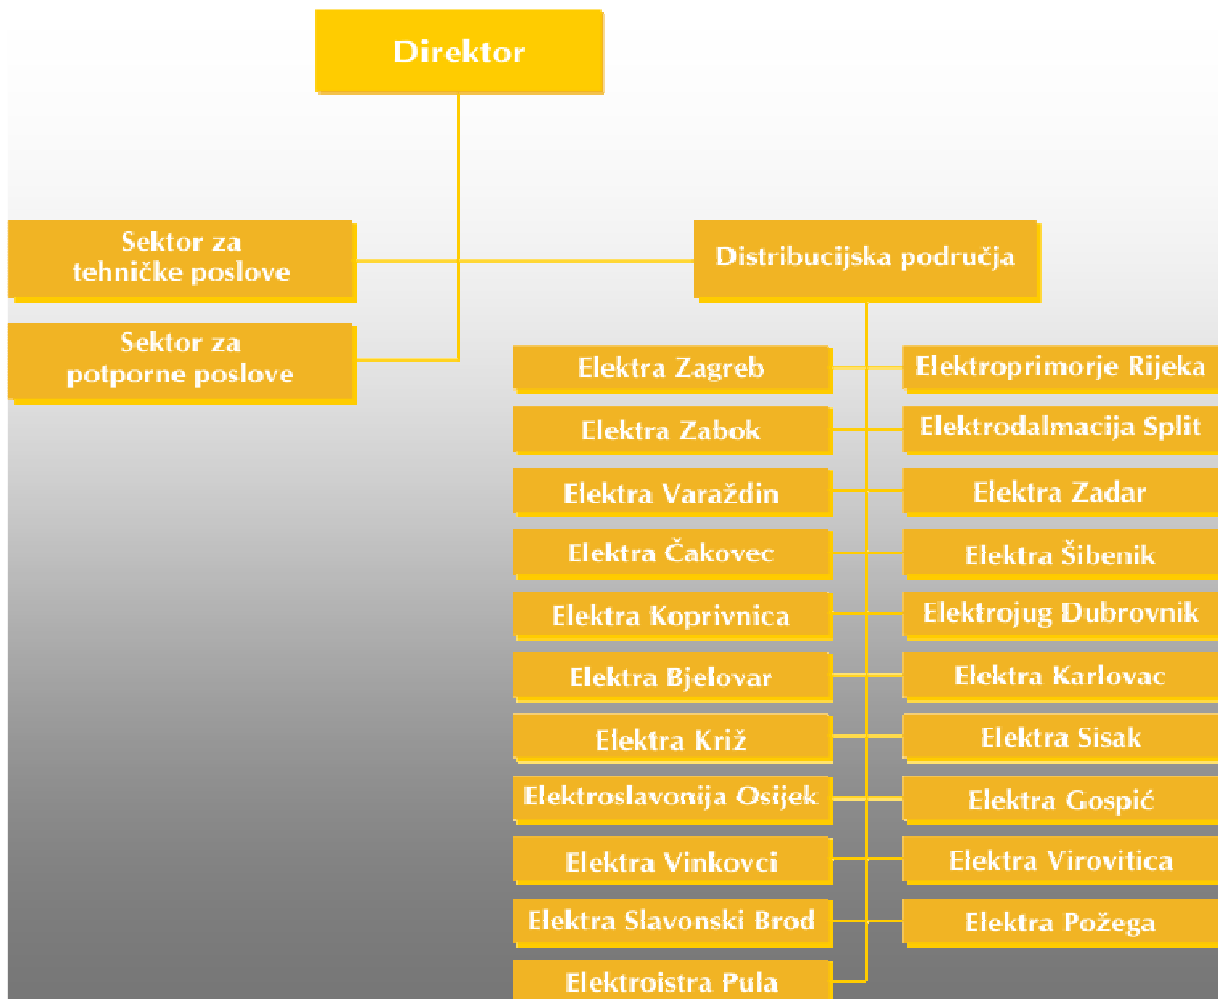 Direktor
Sektor za
tehničke poslove
Distribucijska područja
Sektor za
potporne poslove
Elektra Zagreb
Elektroprimorje Rijeka
Elektra Zabok
Elektrodalmacija Split
Elektra Varaždin
Elektra Zadar
Elektra Čakovec
Elektra Šibenik
Elektra Koprivnica
Elektrojug Dubrovnik
Elektra Bjelovar
Elektra Karlovac
Elektra Križ
Elektra Sisak
Elektroslavonija Osijek
Elektra Gospić
Elektra Vinkovci
Elektra Virovitica
Elektra Slavonski Brod
Elektra Požega
Elektroistra Pula